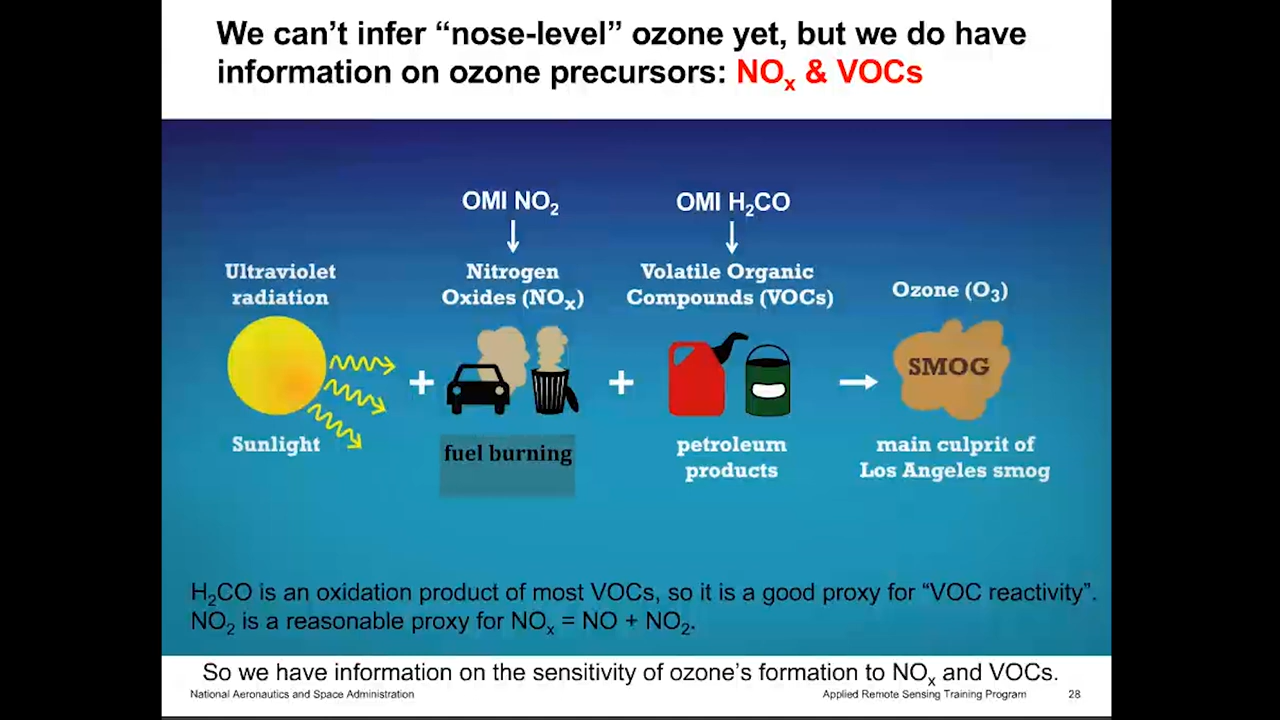 We can’t infer “nose-level” ozone yet, but we do have
information on ozone precursors: NOₓ & VOCs
OMI NO₂
OMI H₂CO
Ultraviolet
radiation
Nitrogen
Oxides (NOₓ)
Volatile Organic
Compounds (VOCs)
Ozone (O₃)
+
+
SMOG
Sunlight
fuel burning
petroleum
products
main culprit of
Los Angeles smog
H₂CO is an oxidation product of most VOCs, so it is a good proxy for “VOC reactivity”.
NO₂ is a reasonable proxy for NOₓ = NO + NO₂.
So we have information on the sensitivity of ozone’s formation to NOₓ and VOCs.
National Aeronautics and Space Administration
Applied Remote Sensing Training Program
28